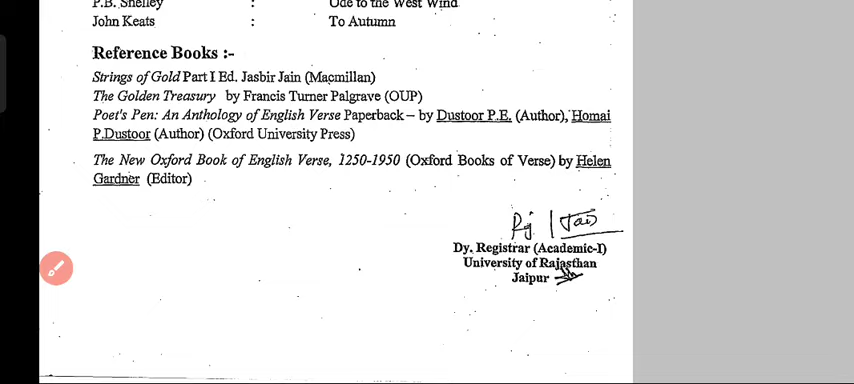 P.B. Shelley : Ode to the West Wind
John Keats : To Autumn
Reference Books :-
Strings of Gold Part I Ed. Jasbir Jain (Macmillan)
The Golden Treasury by Francis Turner Palgrave (OUP)
Poet's Pen: An Anthology of English Verse Paperback – by Dustoor P.E. (Author), Homai
P.Dustoor (Author) (Oxford University Press)
The New Oxford Book of English Verse, 1250-1950 (Oxford Books of Verse) by Helen
Gardner (Editor)
Dy. Registrar (Academic-I)
University of Rajasthan
Jaipur